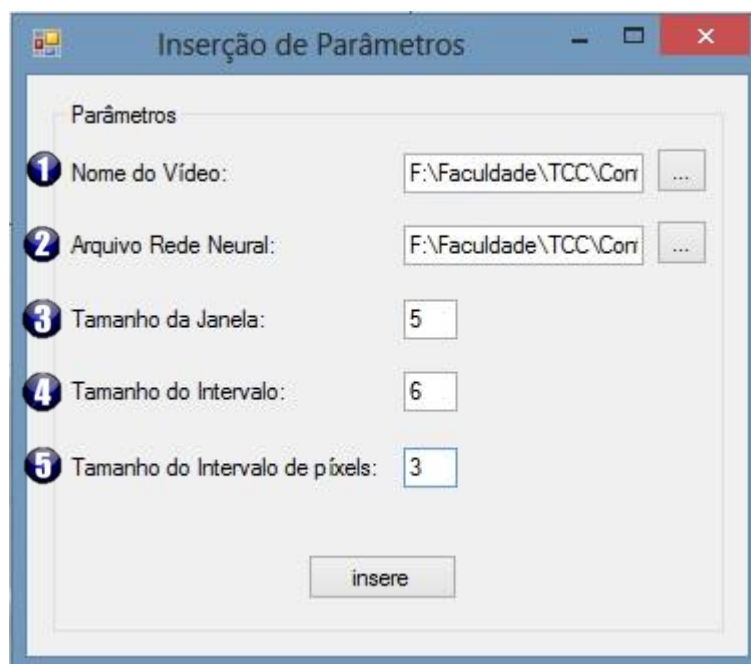 Inserção de Parâmetros
Parâmetros
1 Nome do Vídeo: F:\Faculdade\TCC\Con ...
2 Arquivo Rede Neural: F:\Faculdade\TCC\Con ...
3 Tamanho da Janela: 5
4 Tamanho do Intervalo: 6
5 Tamanho do Intervalo de píxels: 3
insere